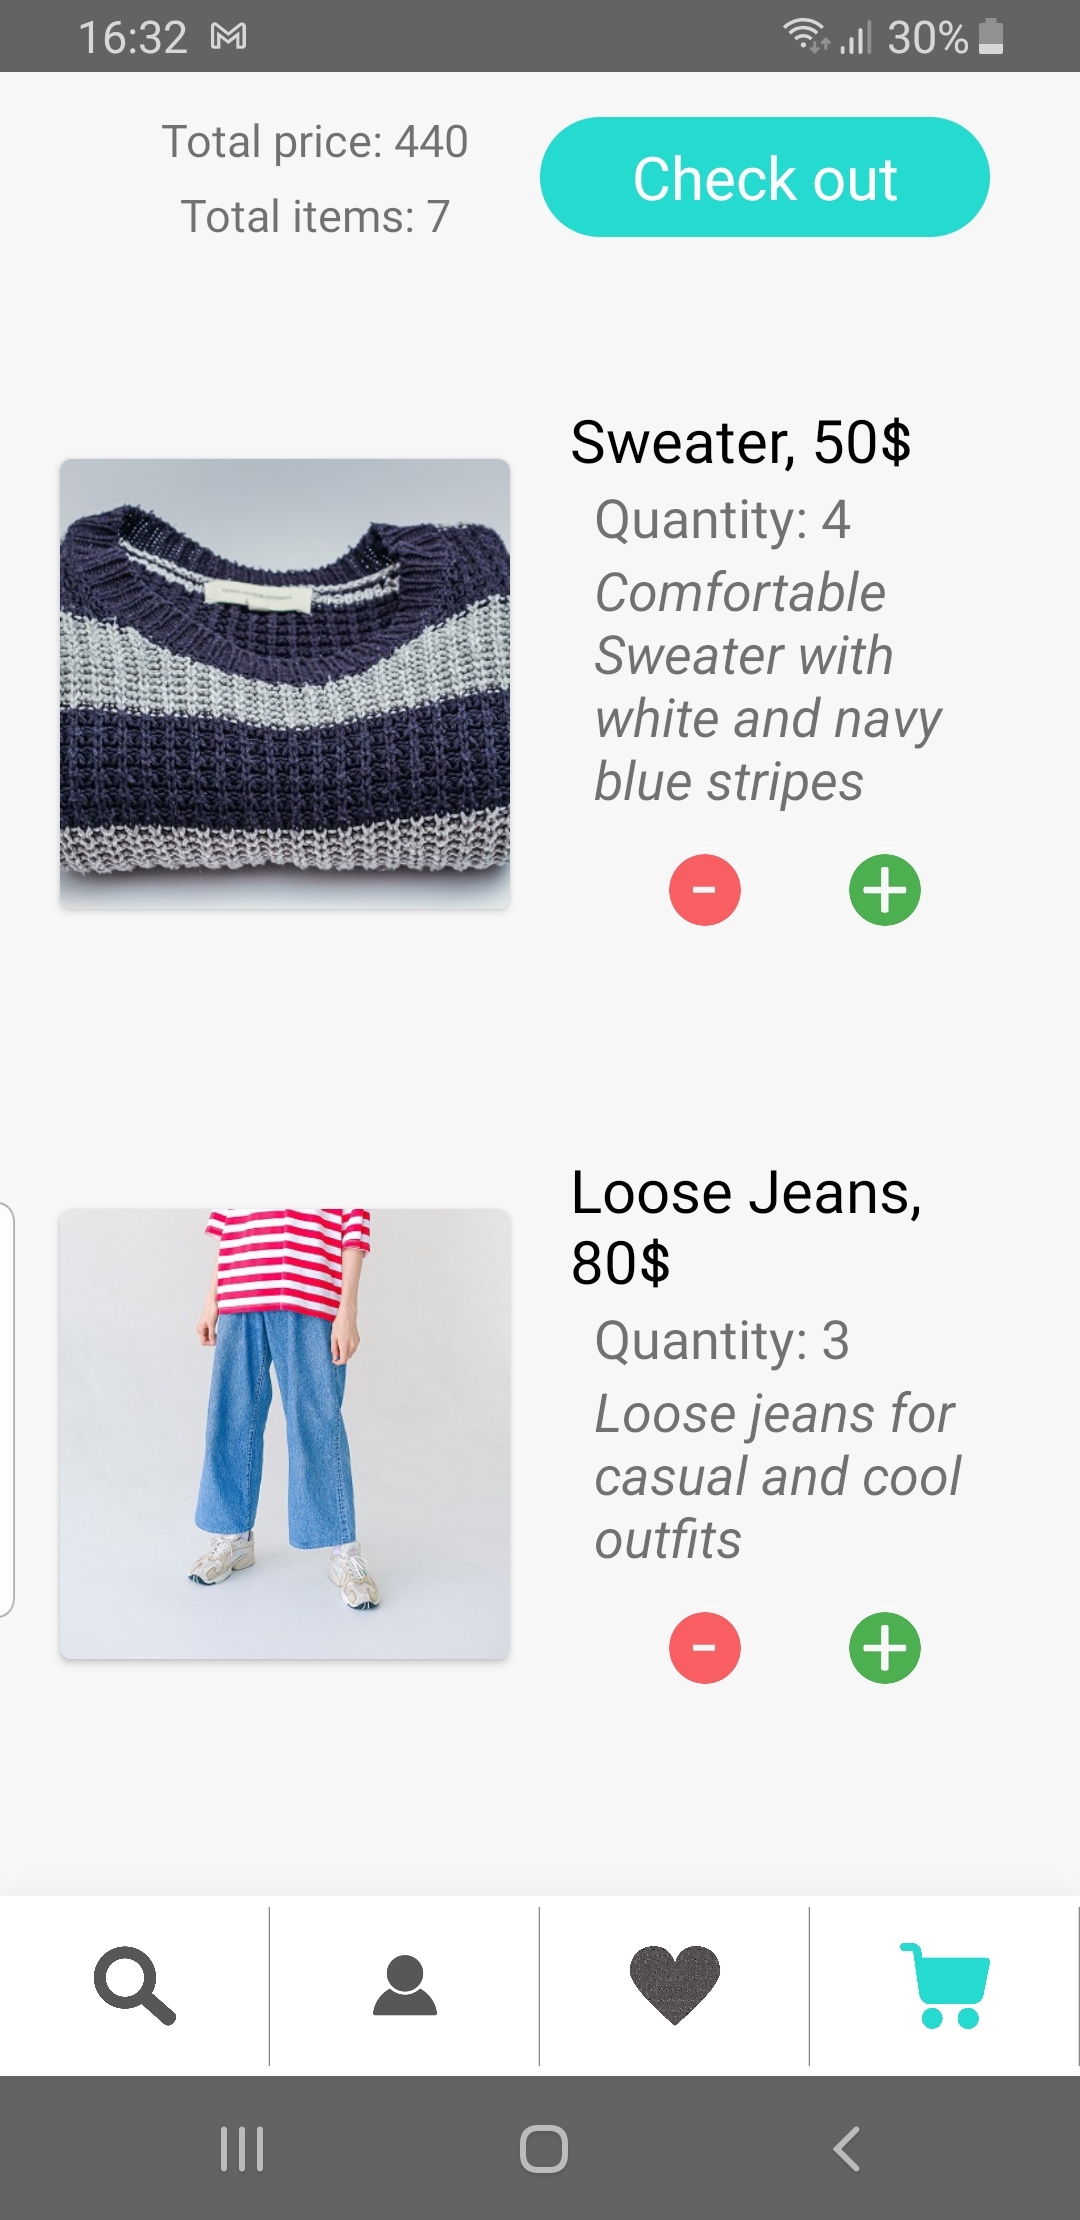 16:32
30%
Total price: 440
Total items: 7
Check out
Sweater, 50$
Quantity: 4
Comfortable
Sweater with
white and navy
blue stripes
-
+
Loose Jeans,
80$
Quantity: 3
Loose jeans for
casual and cool
outfits
-
+